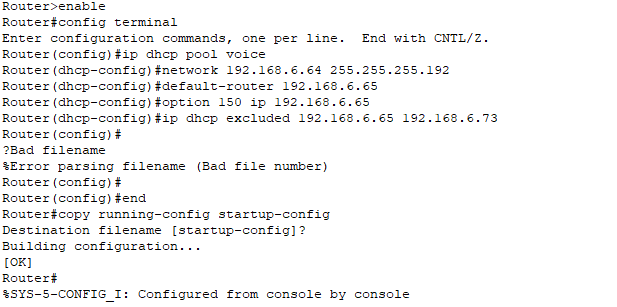 Router>enable
Router#config terminal
Enter configuration commands, one per line.  End with CNTL/Z.
Router(config)#ip dhcp pool voice
Router(dhcp-config)#network 192.168.6.64 255.255.255.192
Router(dhcp-config)#default-router 192.168.6.65
Router(dhcp-config)#option 150 ip 192.168.6.65
Router(dhcp-config)#ip dhcp excluded 192.168.6.65 192.168.6.73
Router(config)#
?Bad filename
%Error parsing filename (Bad file number)
Router(config)#
Router(config)#end
Router#copy running-config startup-config
Destination filename [startup-config]?
Building configuration...
[OK]
Router#
%SYS-5-CONFIG_I: Configured from console by console